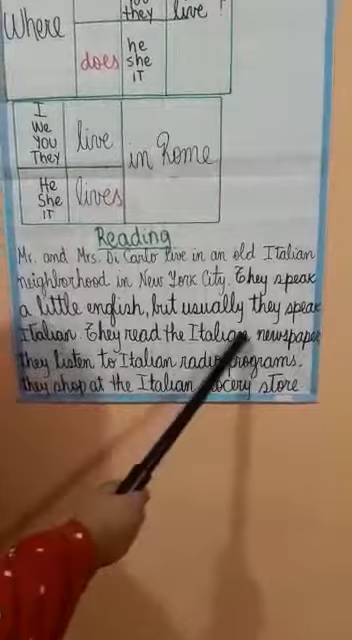 they live ?
Where
does he
she
IT
I
We
You
They
live
in Rome
He
She
IT
lives
Reading
Mr. and Mrs. Di Carlo live in an old Italian
neighborhood in New York City. They speak
a little english, but usually they speak
Italian. They read the Italian newspaper
they listen to Italian radio programs.
they shop at the Italian grocery store